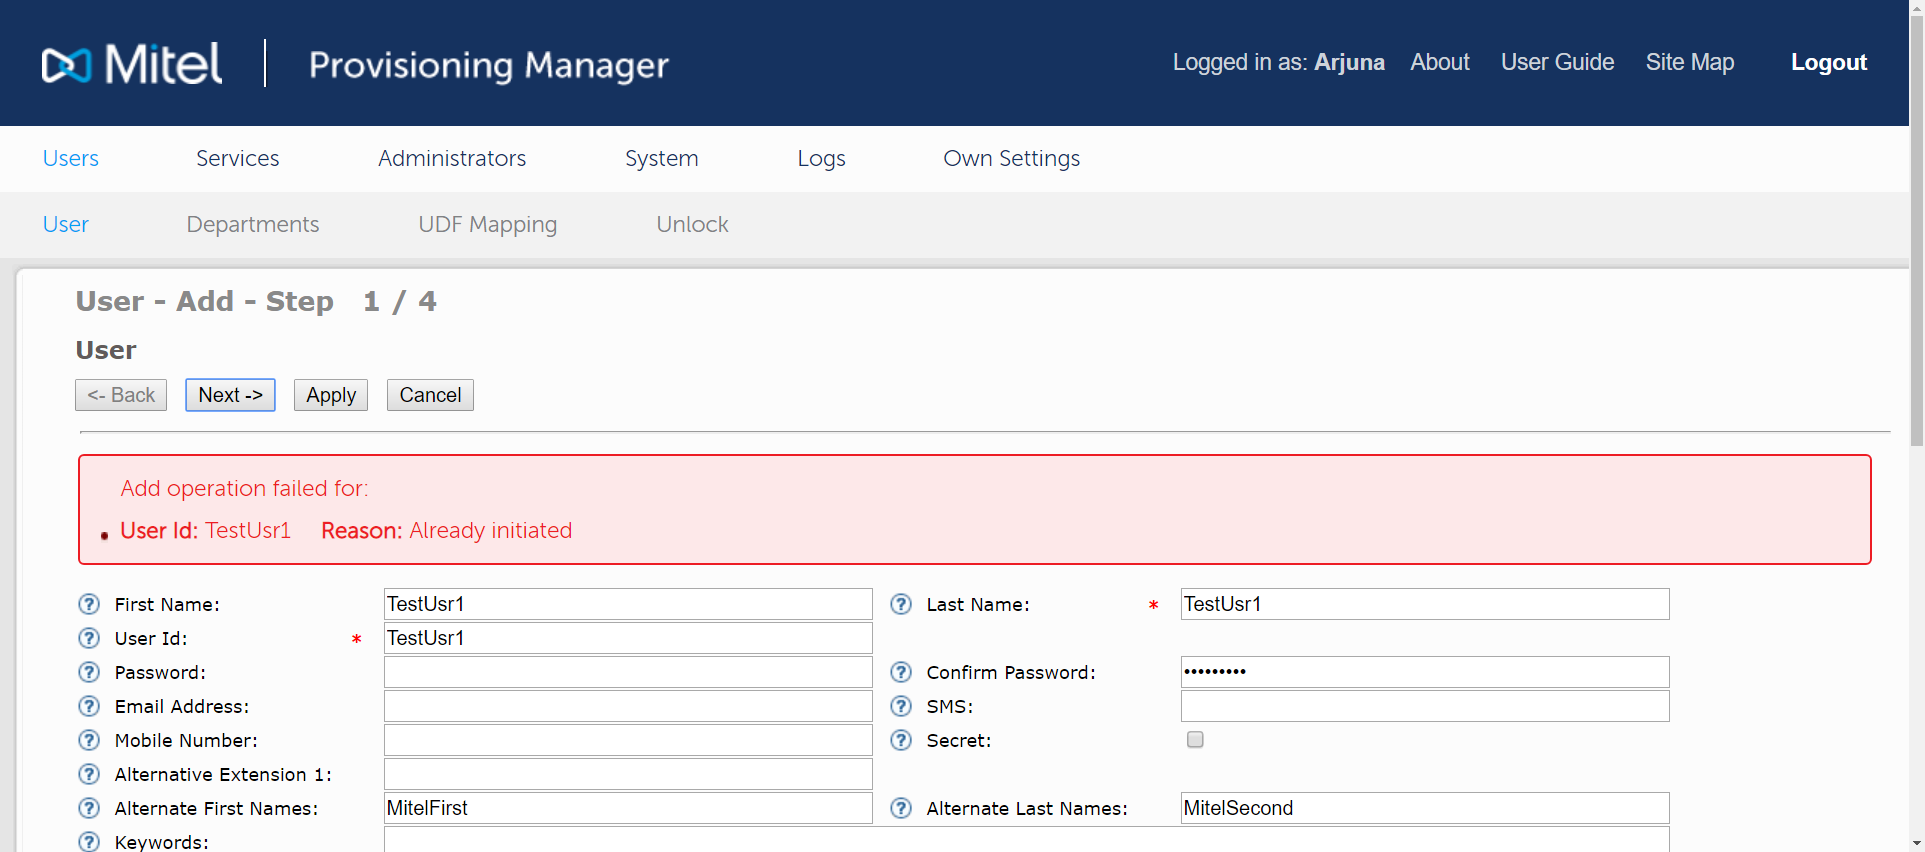 Mitel | Provisioning Manager
Logged in as: Arjuna About User Guide Site Map Logout
Users Services Administrators System Logs Own Settings
User Departments UDF Mapping Unlock
User - Add - Step 1 / 4
User
<- Back Next -> Apply Cancel
Add operation failed for:
User Id: TestUsr1 Reason: Already initiated
? First Name: TestUsr1 ? Last Name: * TestUsr1
? User Id: * TestUsr1
? Password: ? Confirm Password: •••••••••
? Email Address: ? SMS:
? Mobile Number: ? Secret:
? Alternative Extension 1:
? Alternate First Names: MitelFirst ? Alternate Last Names: MitelSecond
? Keywords: